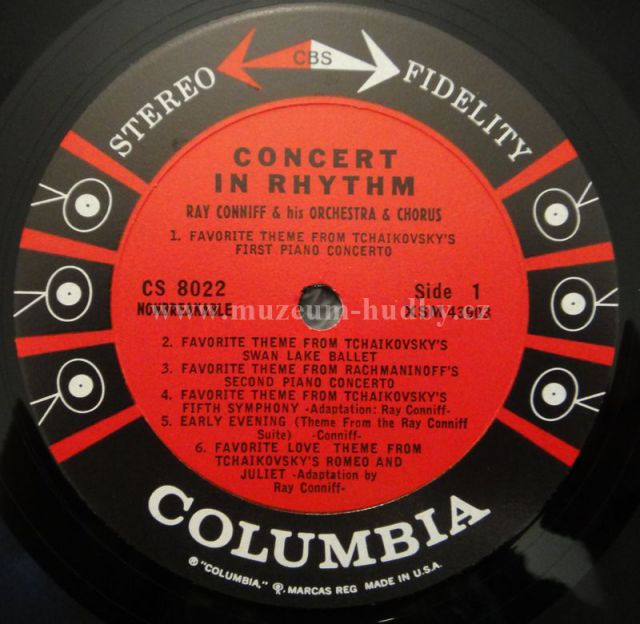 CBS
STEREO FIDELITY
CONCERT
IN RHYTHM
RAY CONNIFF & his ORCHESTRA & CHORUS
1. FAVORITE THEME FROM TCHAIKOVSKY'S
FIRST PIANO CONCERTO
CS 8022 Side 1
NONBREAKABLE XSM 43903
www.muzeum-hudby.cz
2. FAVORITE THEME FROM TCHAIKOVSKY'S
SWAN LAKE BALLET
3. FAVORITE THEME FROM RACHMANINOFF'S
SECOND PIANO CONCERTO
4. FAVORITE THEME FROM TCHAIKOVSKY'S
FIFTH SYMPHONY -Adaptation: Ray Conniff-
5. EARLY EVENING (Theme From the Ray Conniff
Suite) -Conniff-
6. FAVORITE LOVE THEME FROM
TCHAIKOVSKY'S ROMEO AND
JULIET -Adaptation by
Ray Conniff-
COLUMBIA
® "COLUMBIA," MARCAS REG MADE IN U.S.A.